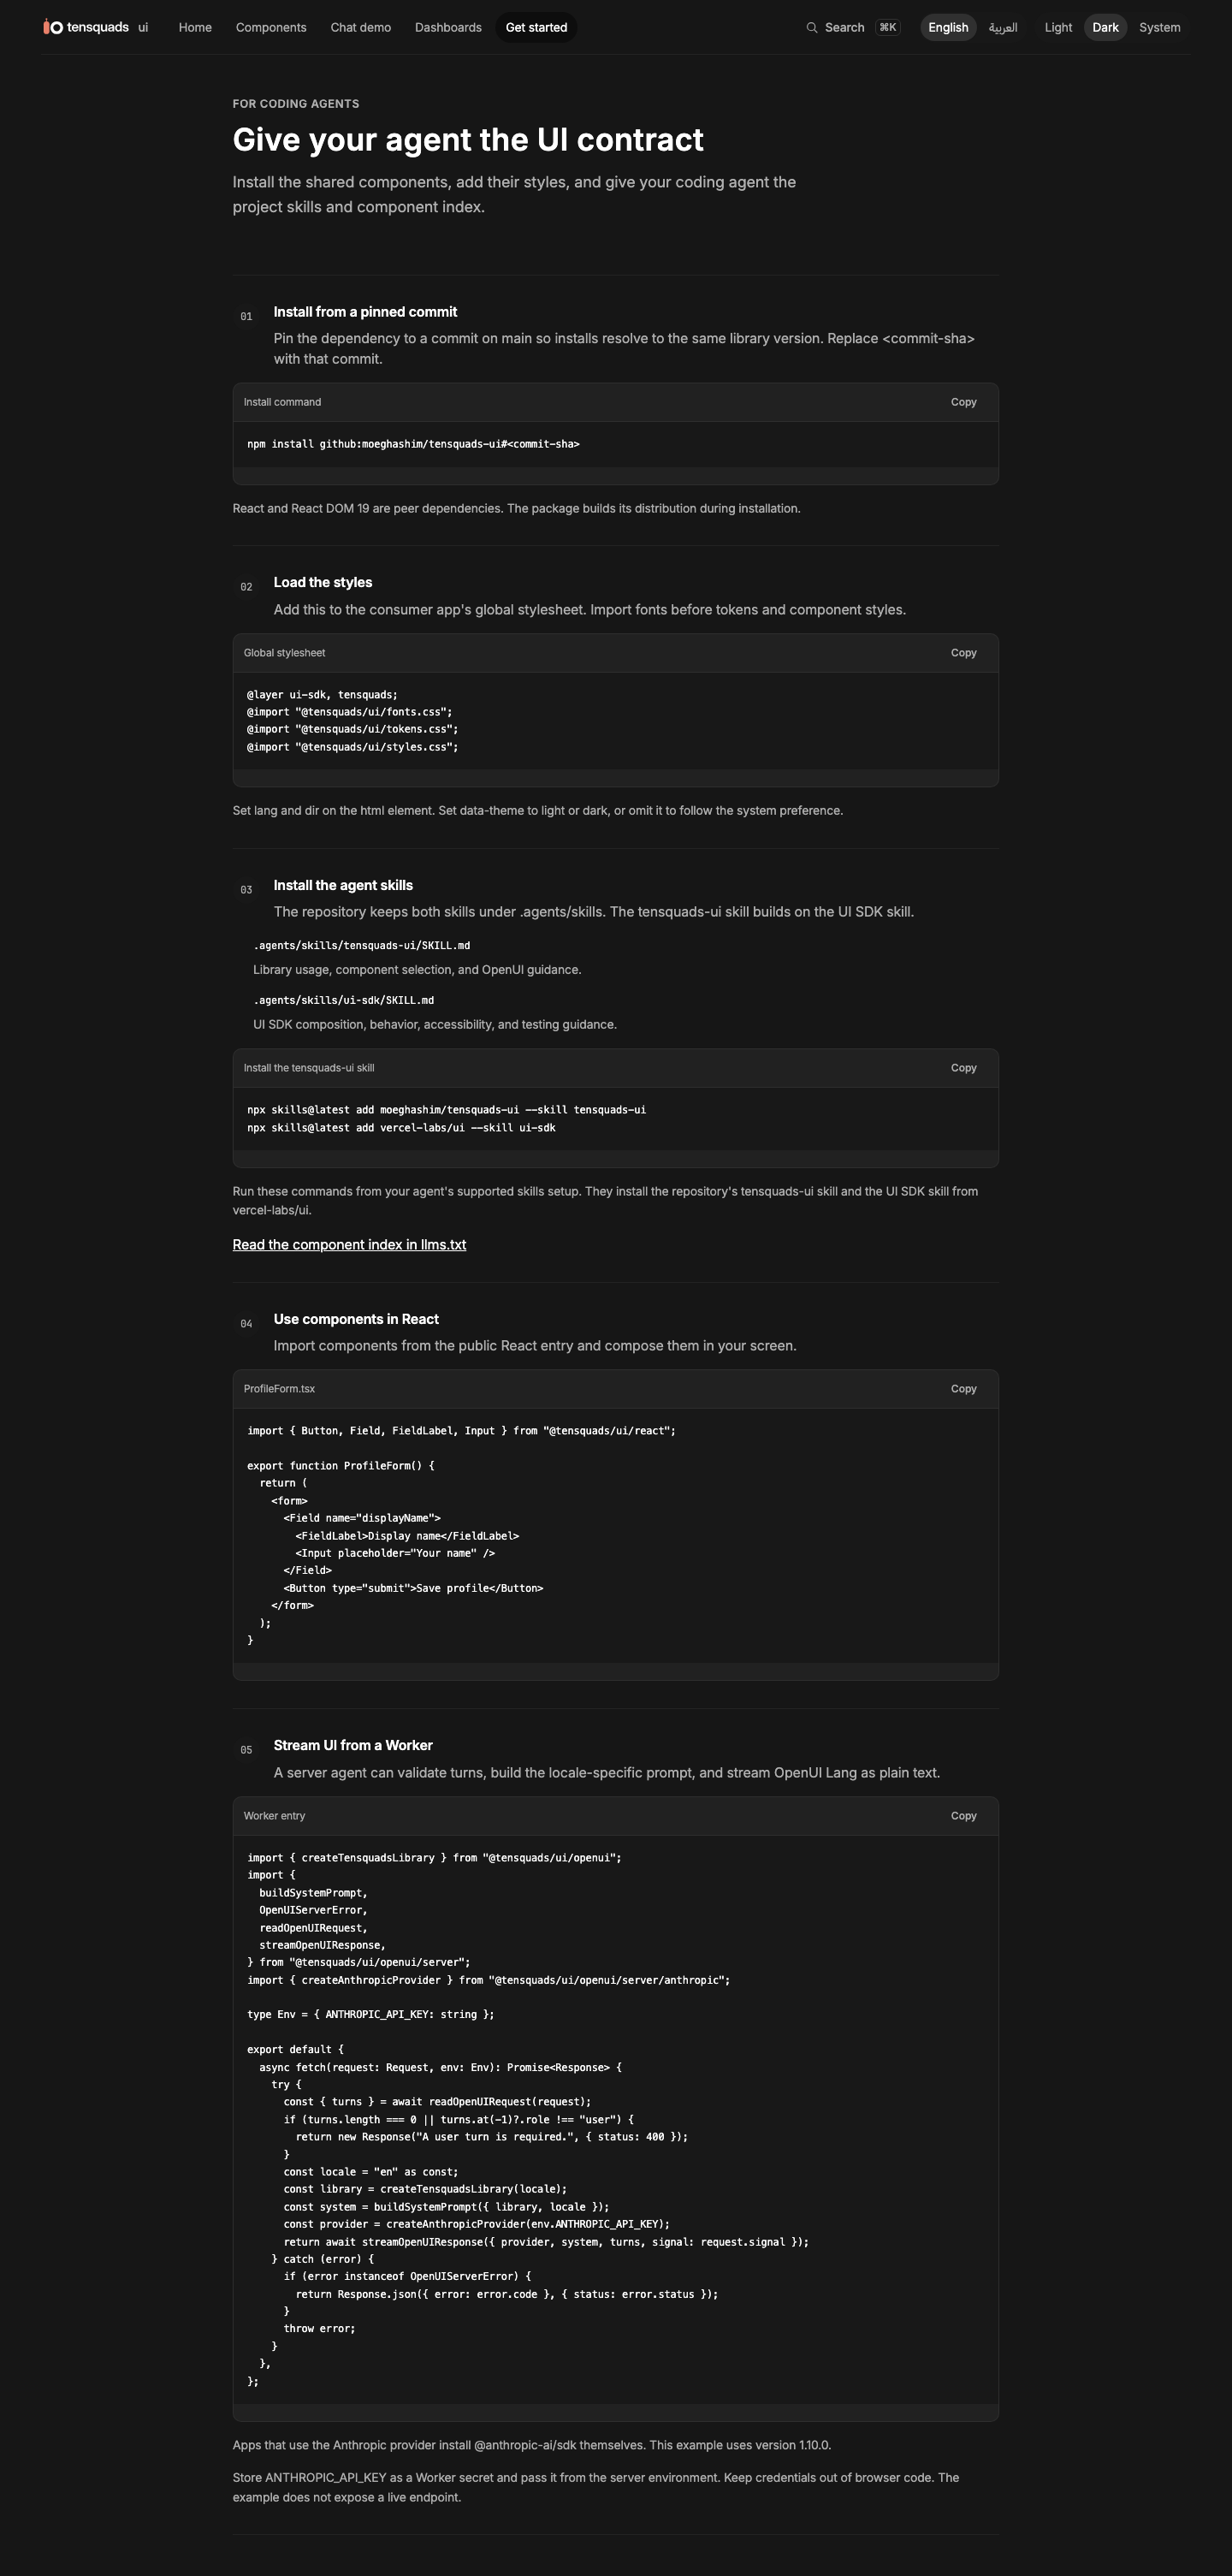 tensquads ui Home Components Chat demo Dashboards Get started Search ⌘K English العربية Light Dark System
FOR CODING AGENTS
Give your agent the UI contract
Install the shared components, add their styles, and give your coding agent the
project skills and component index.
01 Install from a pinned commit
Pin the dependency to a commit on main so installs resolve to the same library version. Replace <commit-sha>
with that commit.
Install command Copy
npm install github:moeghashim/tensquads-ui#<commit-sha>
React and React DOM 19 are peer dependencies. The package builds its distribution during installation.
02 Load the styles
Add this to the consumer app's global stylesheet. Import fonts before tokens and component styles.
Global stylesheet Copy
@layer ui-sdk, tensquads;
@import "@tensquads/ui/fonts.css";
@import "@tensquads/ui/tokens.css";
@import "@tensquads/ui/styles.css";
Set lang and dir on the html element. Set data-theme to light or dark, or omit it to follow the system preference.
03 Install the agent skills
The repository keeps both skills under .agents/skills. The tensquads-ui skill builds on the UI SDK skill.
.agents/skills/tensquads-ui/SKILL.md
Library usage, component selection, and OpenUI guidance.
.agents/skills/ui-sdk/SKILL.md
UI SDK composition, behavior, accessibility, and testing guidance.
Install the tensquads-ui skill Copy
npx skills@latest add moeghashim/tensquads-ui --skill tensquads-ui
npx skills@latest add vercel-labs/ui --skill ui-sdk
Run these commands from your agent's supported skills setup. They install the repository's tensquads-ui skill and the UI SDK skill from
vercel-labs/ui.
Read the component index in llms.txt
04 Use components in React
Import components from the public React entry and compose them in your screen.
ProfileForm.tsx Copy
import { Button, Field, FieldLabel, Input } from "@tensquads/ui/react";
export function ProfileForm() {
  return (
    <form>
      <Field name="displayName">
        <FieldLabel>Display name</FieldLabel>
        <Input placeholder="Your name" />
      </Field>
      <Button type="submit">Save profile</Button>
    </form>
  );
}
05 Stream UI from a Worker
A server agent can validate turns, build the locale-specific prompt, and stream OpenUI Lang as plain text.
Worker entry Copy
import { createTensquadsLibrary } from "@tensquads/ui/openui";
import {
  buildSystemPrompt,
  OpenUIServerError,
  readOpenUIRequest,
  streamOpenUIResponse,
} from "@tensquads/ui/openui/server";
import { createAnthropicProvider } from "@tensquads/ui/openui/server/anthropic";
type Env = { ANTHROPIC_API_KEY: string };
export default {
  async fetch(request: Request, env: Env): Promise<Response> {
    try {
      const { turns } = await readOpenUIRequest(request);
      if (turns.length === 0 || turns.at(-1)?.role !== "user") {
        return new Response("A user turn is required.", { status: 400 });
      }
      const locale = "en" as const;
      const library = createTensquadsLibrary(locale);
      const system = buildSystemPrompt({ library, locale });
      const provider = createAnthropicProvider(env.ANTHROPIC_API_KEY);
      return await streamOpenUIResponse({ provider, system, turns, signal: request.signal });
    } catch (error) {
      if (error instanceof OpenUIServerError) {
        return Response.json({ error: error.code }, { status: error.status });
      }
      throw error;
    }
  },
};
Apps that use the Anthropic provider install @anthropic-ai/sdk themselves. This example uses version 1.10.0.
Store ANTHROPIC_API_KEY as a Worker secret and pass it from the server environment. Keep credentials out of browser code. The
example does not expose a live endpoint.